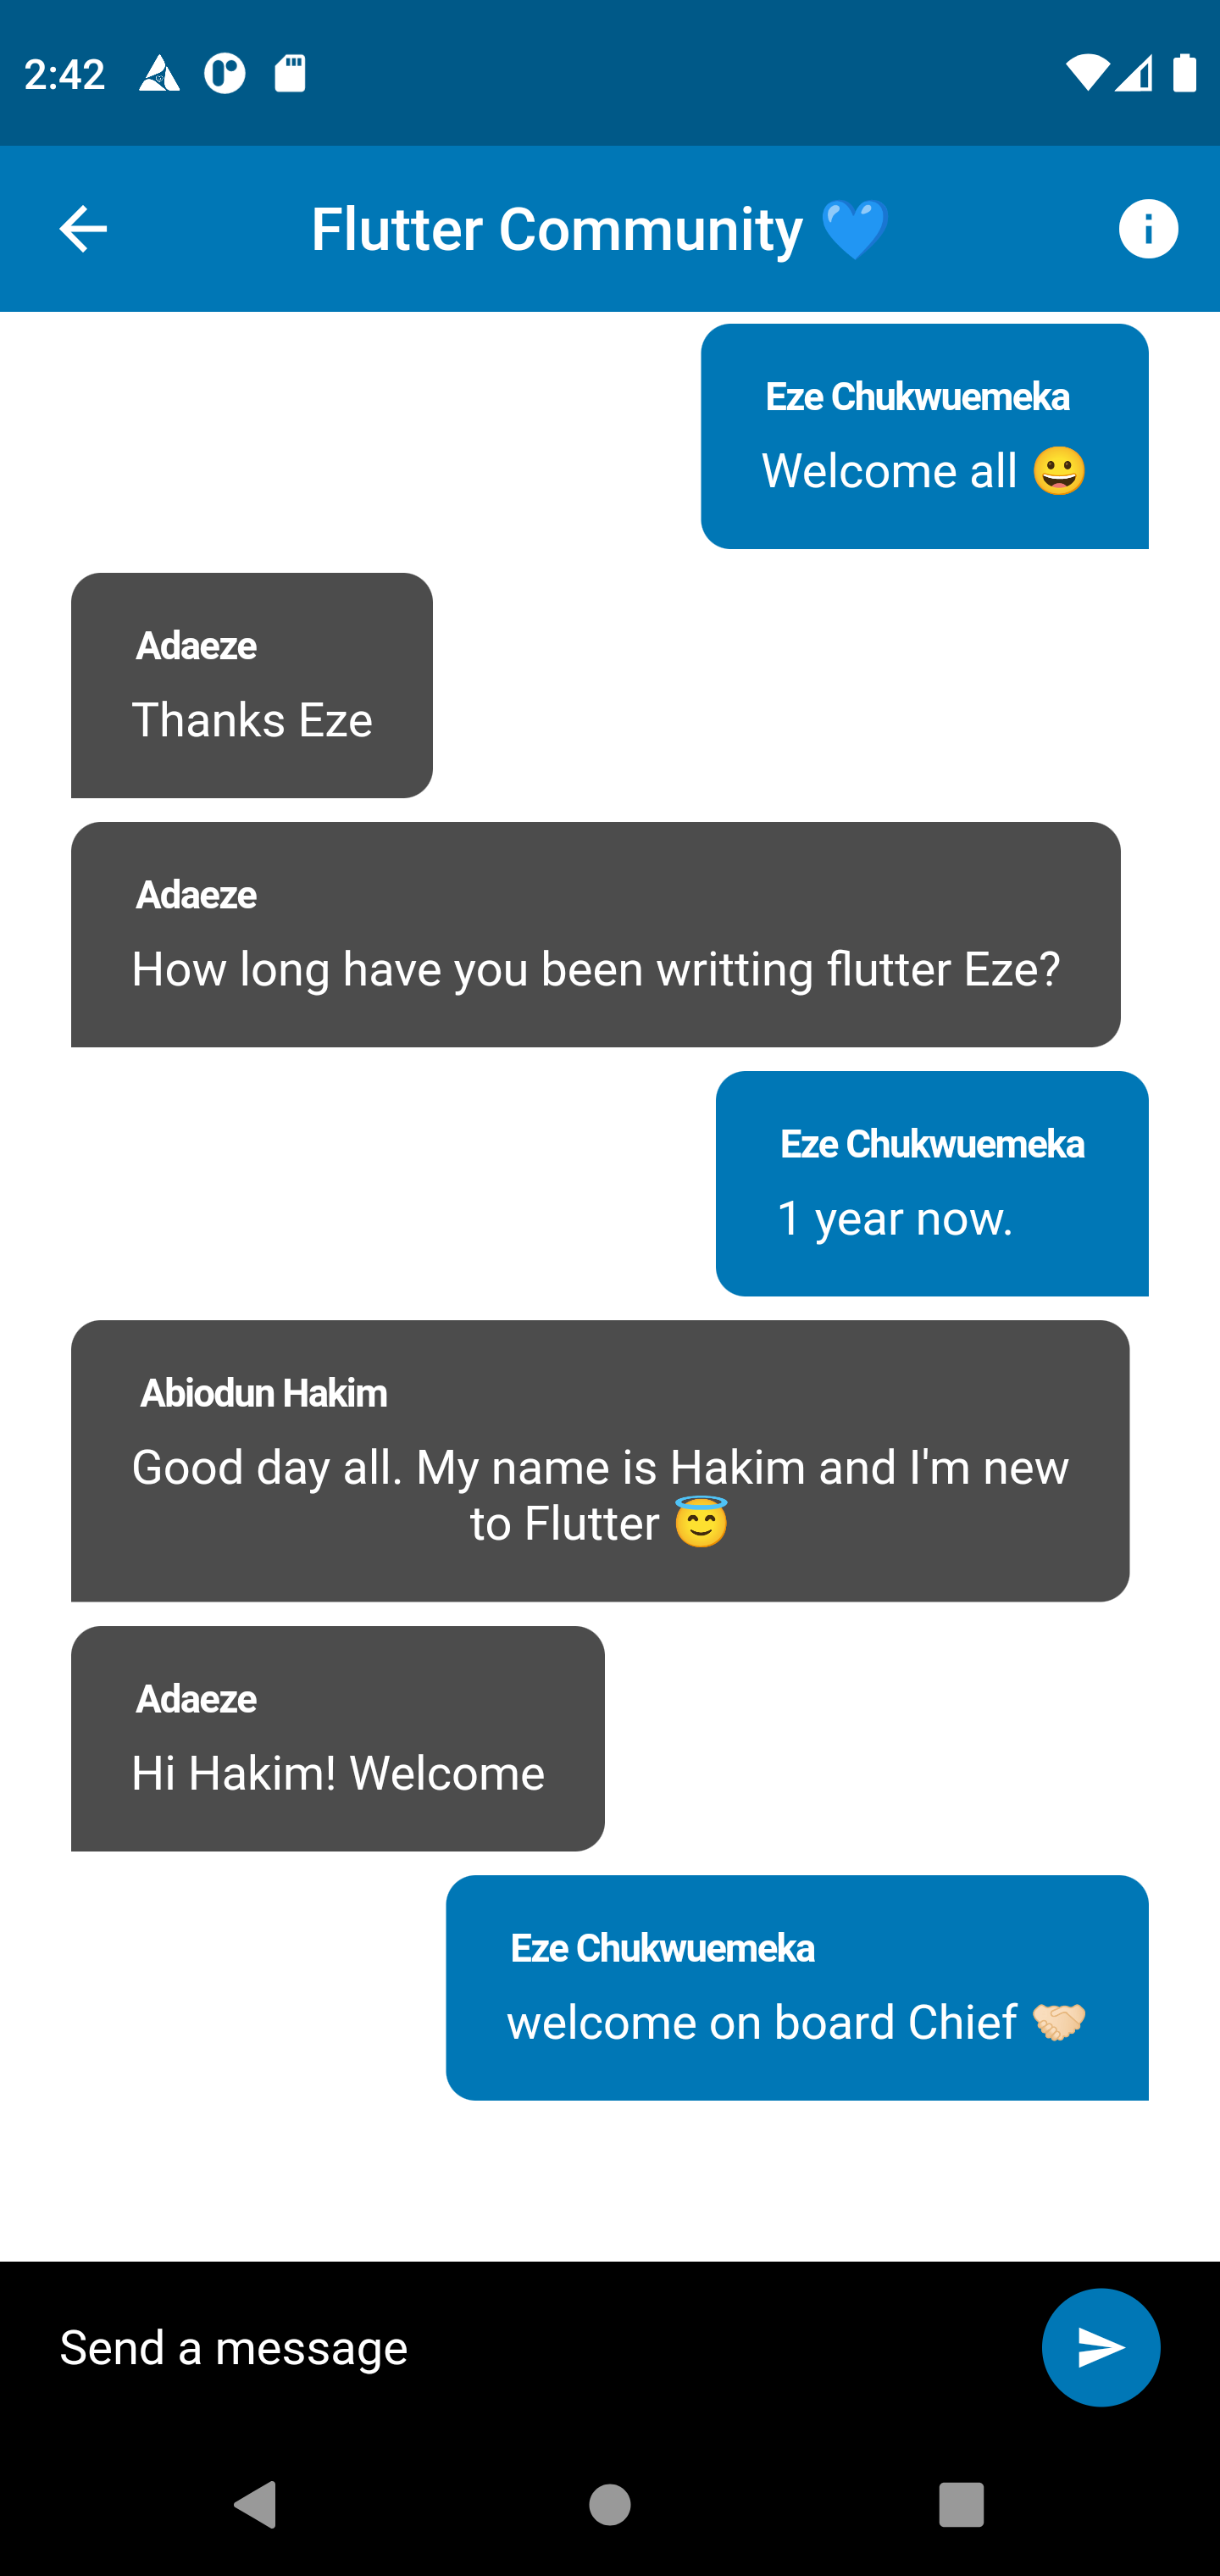 2:42
Flutter Community 💙
Eze Chukwuemeka
Welcome all 😀
Adaeze
Thanks Eze
Adaeze
How long have you been writting flutter Eze?
Eze Chukwuemeka
1 year now.
Abiodun Hakim
Good day all. My name is Hakim and I'm new
to Flutter 😇
Adaeze
Hi Hakim! Welcome
Eze Chukwuemeka
welcome on board Chief 🤝🏻
Send a message